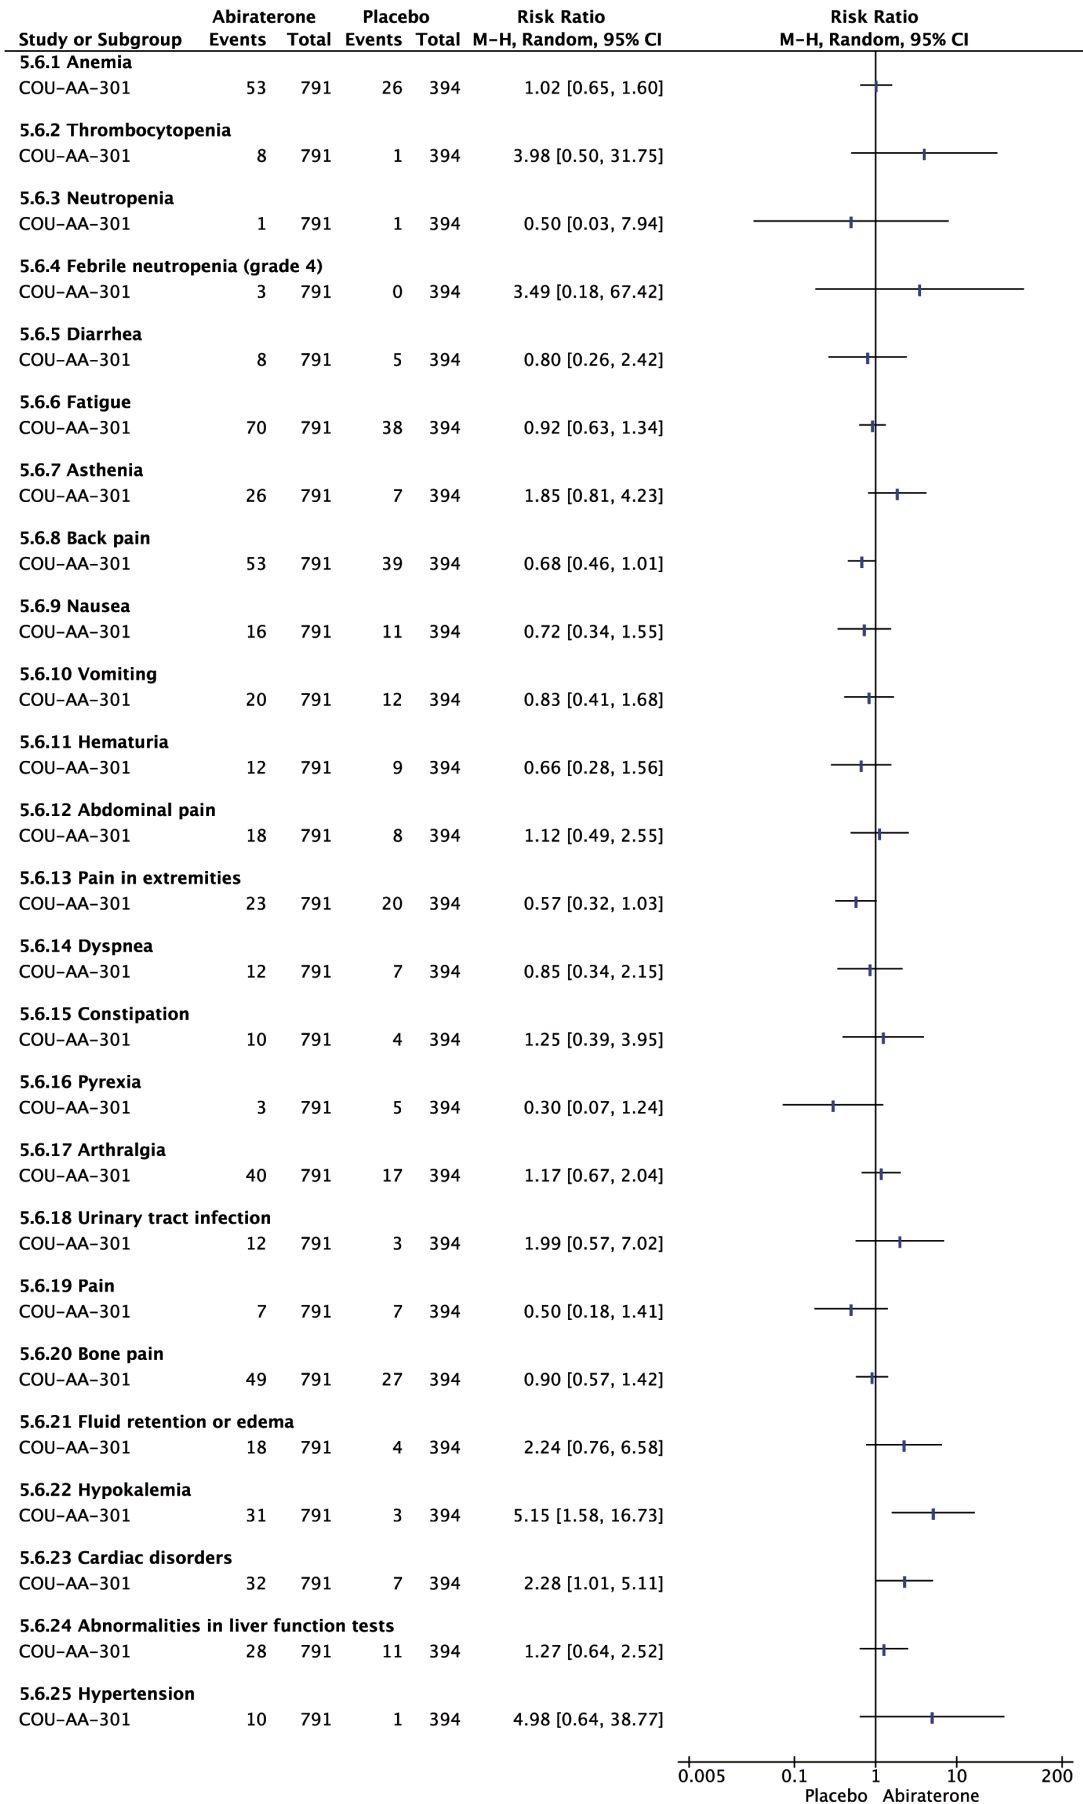 Abiraterone Placebo Risk Ratio Risk Ratio
Study or Subgroup Events Total Events Total M-H, Random, 95% CI M-H, Random, 95% CI
5.6.1 Anemia
COU-AA-301 53 791 26 394 1.02 [0.65, 1.60]
5.6.2 Thrombocytopenia
COU-AA-301 8 791 1 394 3.98 [0.50, 31.75]
5.6.3 Neutropenia
COU-AA-301 1 791 1 394 0.50 [0.03, 7.94]
5.6.4 Febrile neutropenia (grade 4)
COU-AA-301 3 791 0 394 3.49 [0.18, 67.42]
5.6.5 Diarrhea
COU-AA-301 8 791 5 394 0.80 [0.26, 2.42]
5.6.6 Fatigue
COU-AA-301 70 791 38 394 0.92 [0.63, 1.34]
5.6.7 Asthenia
COU-AA-301 26 791 7 394 1.85 [0.81, 4.23]
5.6.8 Back pain
COU-AA-301 53 791 39 394 0.68 [0.46, 1.01]
5.6.9 Nausea
COU-AA-301 16 791 11 394 0.72 [0.34, 1.55]
5.6.10 Vomiting
COU-AA-301 20 791 12 394 0.83 [0.41, 1.68]
5.6.11 Hematuria
COU-AA-301 12 791 9 394 0.66 [0.28, 1.56]
5.6.12 Abdominal pain
COU-AA-301 18 791 8 394 1.12 [0.49, 2.55]
5.6.13 Pain in extremities
COU-AA-301 23 791 20 394 0.57 [0.32, 1.03]
5.6.14 Dyspnea
COU-AA-301 12 791 7 394 0.85 [0.34, 2.15]
5.6.15 Constipation
COU-AA-301 10 791 4 394 1.25 [0.39, 3.95]
5.6.16 Pyrexia
COU-AA-301 3 791 5 394 0.30 [0.07, 1.24]
5.6.17 Arthralgia
COU-AA-301 40 791 17 394 1.17 [0.67, 2.04]
5.6.18 Urinary tract infection
COU-AA-301 12 791 3 394 1.99 [0.57, 7.02]
5.6.19 Pain
COU-AA-301 7 791 7 394 0.50 [0.18, 1.41]
5.6.20 Bone pain
COU-AA-301 49 791 27 394 0.90 [0.57, 1.42]
5.6.21 Fluid retention or edema
COU-AA-301 18 791 4 394 2.24 [0.76, 6.58]
5.6.22 Hypokalemia
COU-AA-301 31 791 3 394 5.15 [1.58, 16.73]
5.6.23 Cardiac disorders
COU-AA-301 32 791 7 394 2.28 [1.01, 5.11]
5.6.24 Abnormalities in liver function tests
COU-AA-301 28 791 11 394 1.27 [0.64, 2.52]
5.6.25 Hypertension
COU-AA-301 10 791 1 394 4.98 [0.64, 38.77]
0.005 0.1 1 10 200
Placebo Abiraterone